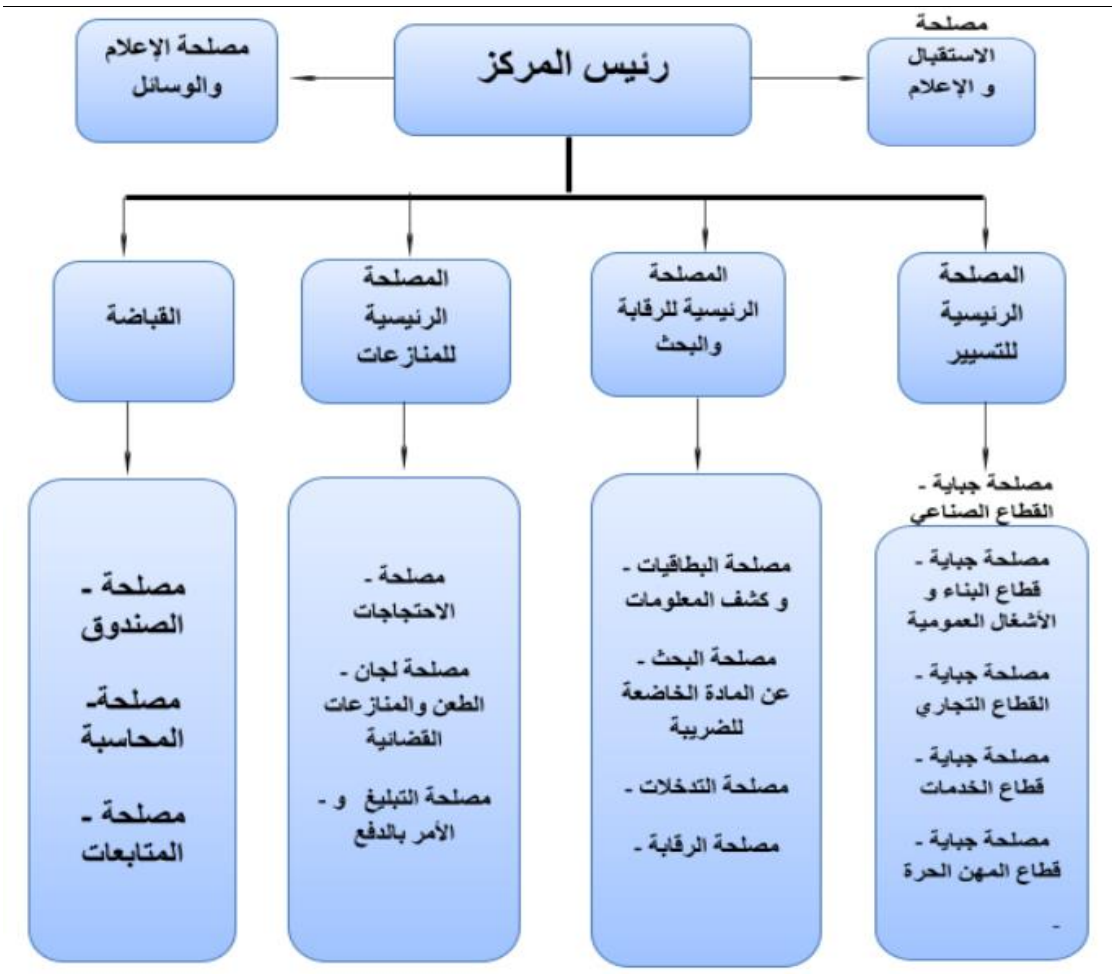 مصلحة
الاستقبال
و الإعلام
رئيس المركز
مصلحة الإعلام
والوسائل
المصلحة
الرئيسية
للتسيير
المصلحة
الرئيسية للرقابة
والبحث
المصلحة
الرئيسية
للمنازعات
القباضة
مصلحة جباية -
القطاع الصناعي
مصلحة جباية -
قطاع البناء و
الأشغال العمومية
مصلحة جباية -
القطاع التجاري
مصلحة جباية -
قطاع الخدمات
مصلحة جباية -
قطاع المهن الحرة
-
مصلحة البطاقيات -
و كشف المعلومات
مصلحة البحث -
عن المادة الخاضعة
للضريبة
مصلحة التدخلات -
مصلحة الرقابة -
مصلحة -
الاحتجاجات
مصلحة لجان -
الطعن والمنازعات
القضائية
مصلحة التبليغ و -
الأمر بالدفع
مصلحة -
الصندوق
مصلحة-
المحاسبة
مصلحة -
المتابعات